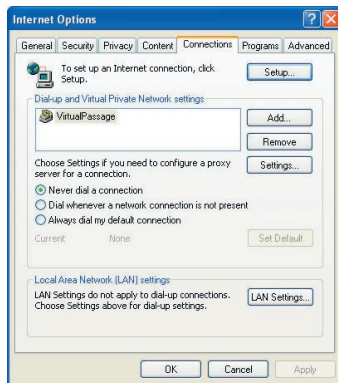 Internet Options
General Security Privacy Content Connections Programs Advanced
To set up an Internet connection, click
Setup.
Setup...
Dial-up and Virtual Private Network settings
VirtualPassage
Add...
Remove
Choose Settings if you need to configure a proxy
server for a connection.
Settings...
Never dial a connection
Dial whenever a network connection is not present
Always dial my default connection
Current None
Set Default
Local Area Network (LAN) settings
LAN Settings do not apply to dial-up connections.
Choose Settings above for dial-up settings.
LAN Settings...
OK Cancel Apply